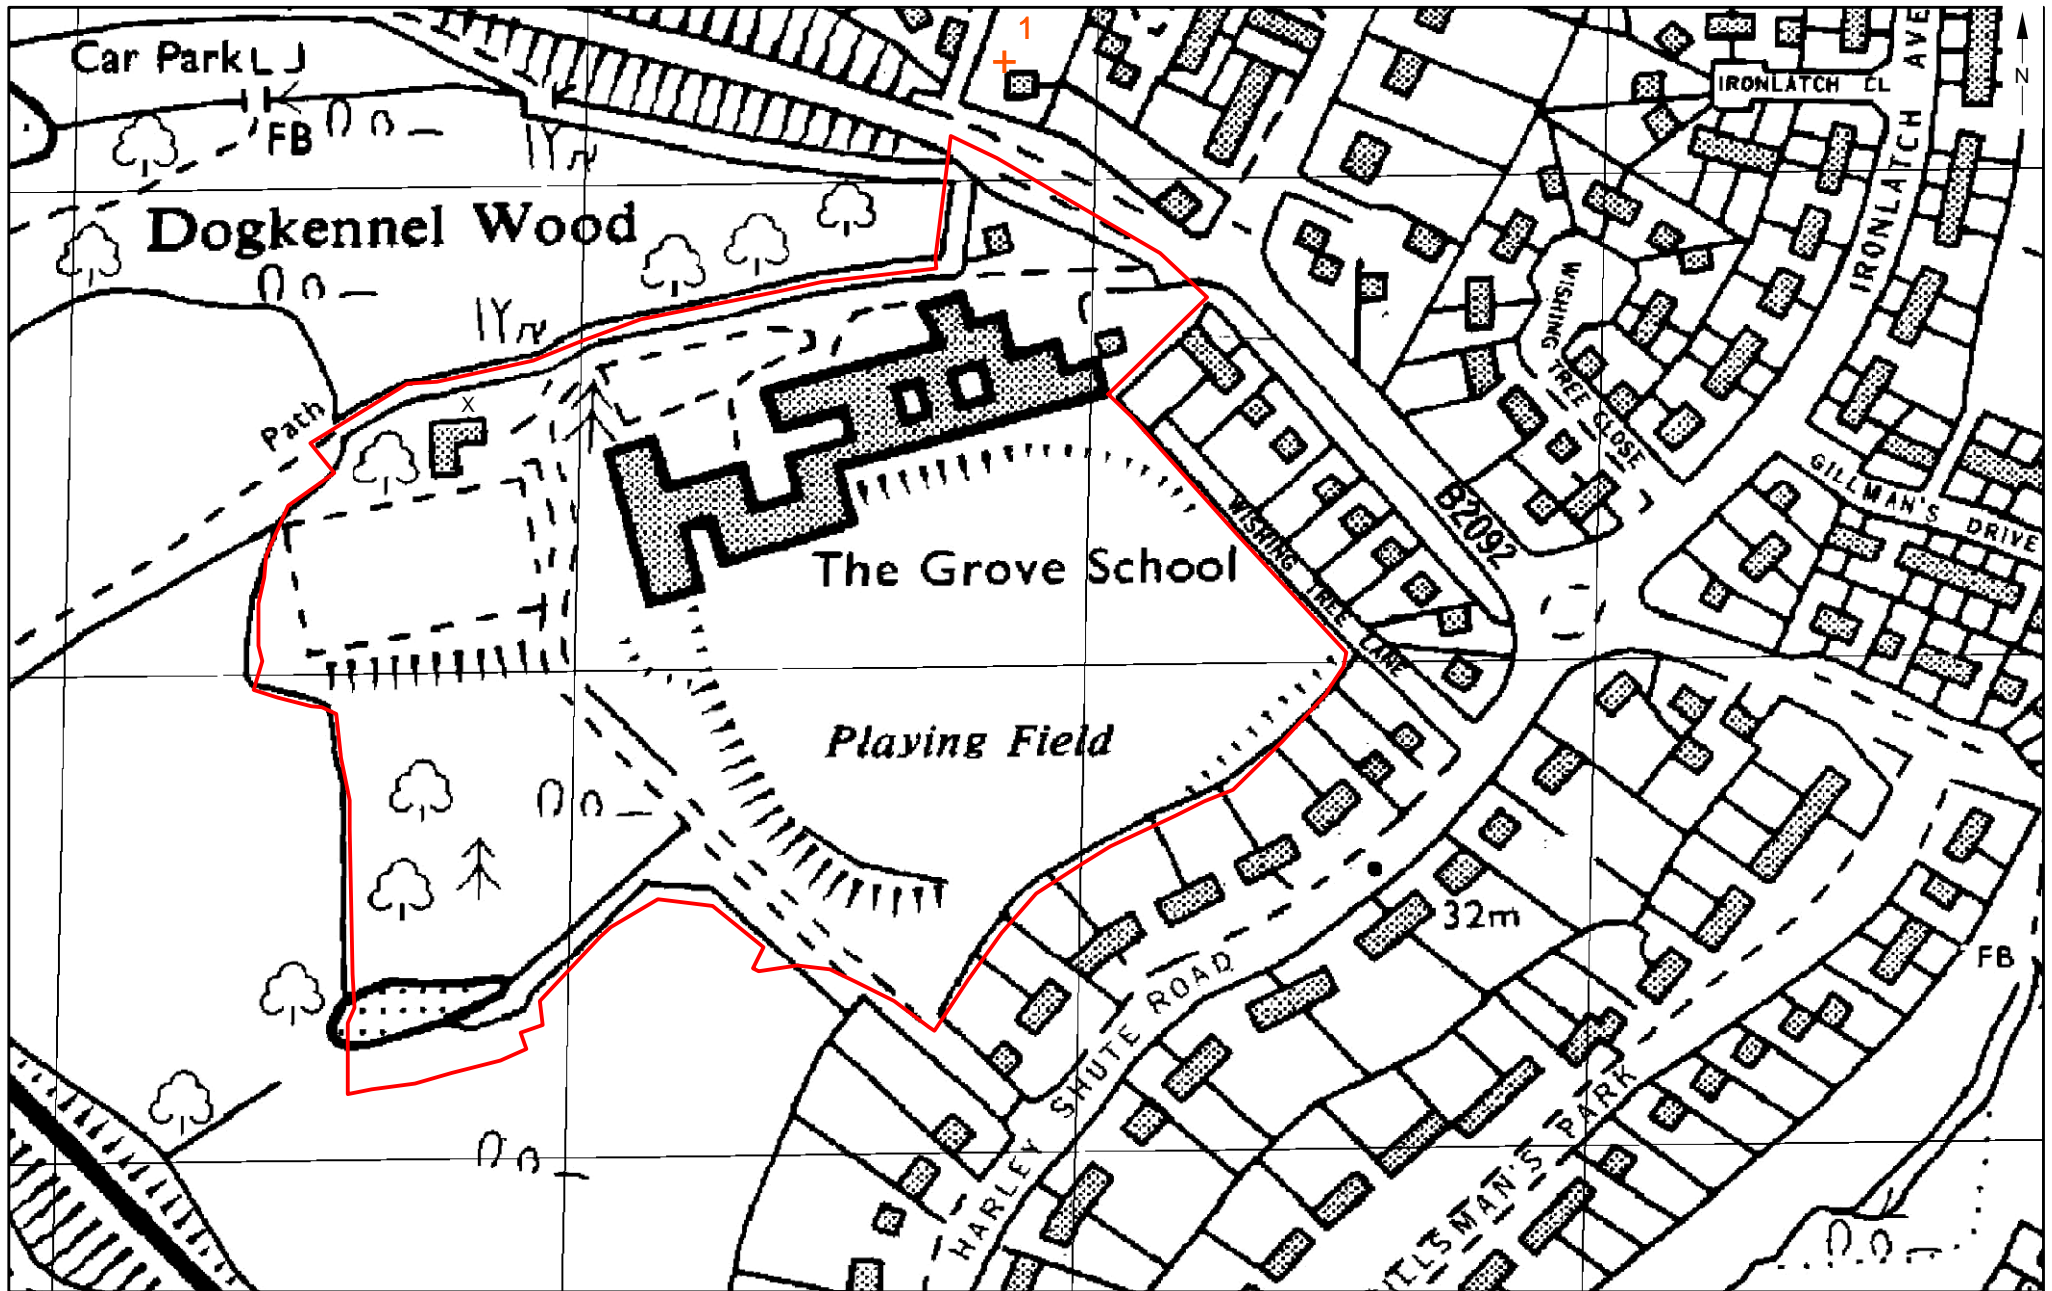 1
Car Park
N
IRONLATCH CL
IRONLATCH AVE
FB
Dogkennel Wood
WISHING TREE CLOSE
Path
x
GILLMAN'S DRIVE
B2092
WISHING TREE LANE
The Grove School
Playing Field
32m
FB
HARLEY SHUTE ROAD
PARK